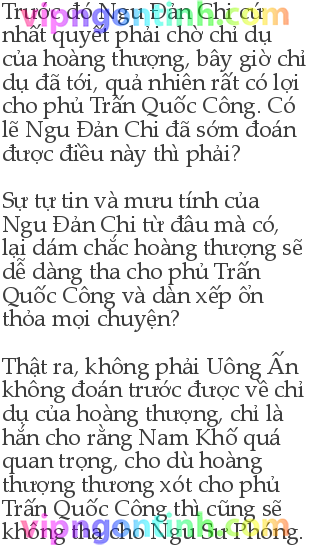 Trước đó Ngu Đản Chi cứ
nhất quyết phải chờ chỉ dụ
của hoàng thượng, bây giờ chỉ
dụ đã tới, quả nhiên rất có lợi
cho phủ Trấn Quốc Công. Có
lẽ Ngu Đản Chi đã sớm đoán
được điều này thì phải?
Sự tự tin và mưu tính của
Ngu Đản Chi từ đâu mà có,
lại dám chắc hoàng thượng sẽ
dễ dàng tha cho phủ Trấn
Quốc Công và dàn xếp ổn
thỏa mọi chuyện?
Thật ra, không phải Uông Ấn
không đoán trước được về chỉ
dụ của hoàng thượng, chỉ là
hắn cho rằng Nam Khố quá
quan trọng, cho dù hoàng
thượng thương xót cho phủ
Trấn Quốc Công thì cũng sẽ
không tha cho Ngu Sư Phóng.
vipngontinh.com
vipngontinh.com